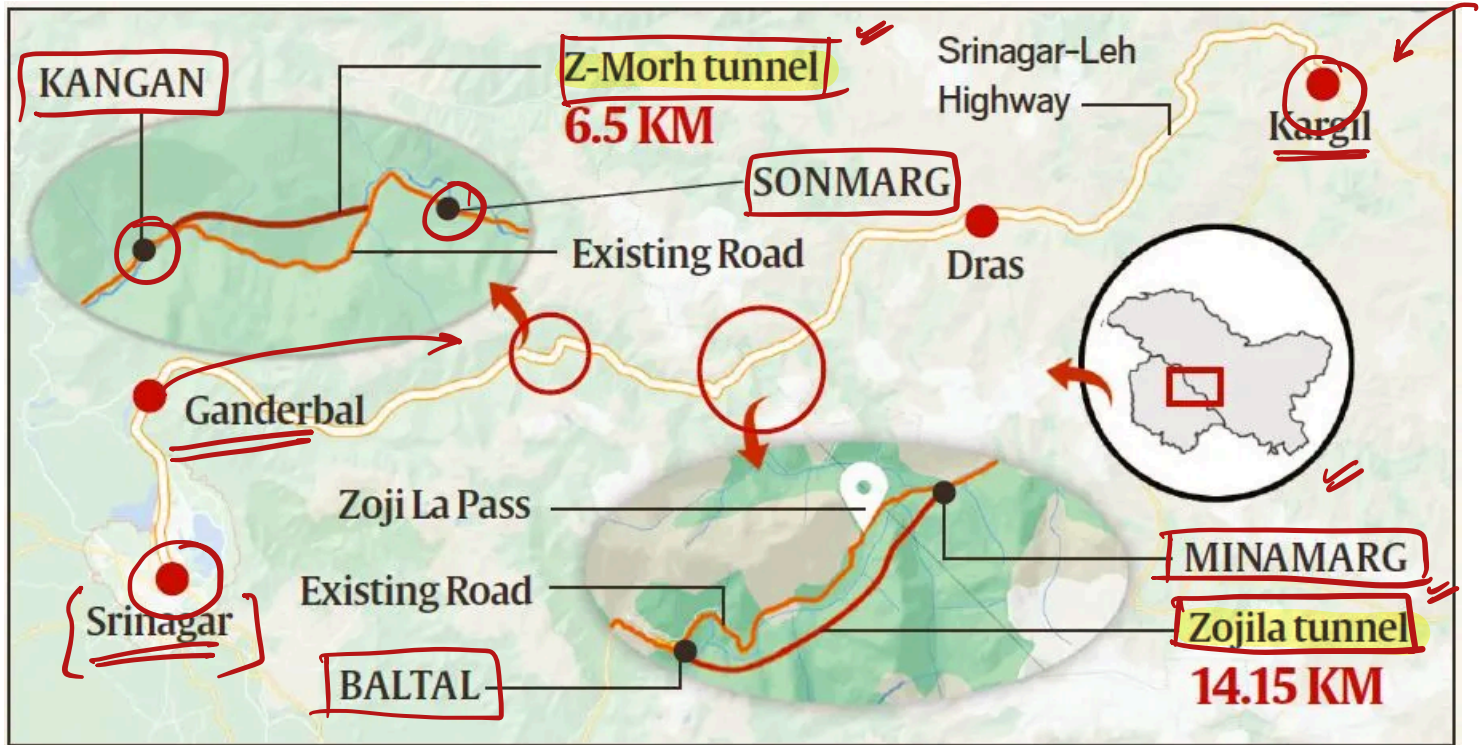 KANGAN
Z-Morh tunnel
6.5 KM
Srinagar-Leh
Highway
Kargil
SONMARG
Existing Road
Dras
Ganderbal
Zoji La Pass
Existing Road
Srinagar
BALTAL
MINAMARG
Zojila tunnel
14.15 KM